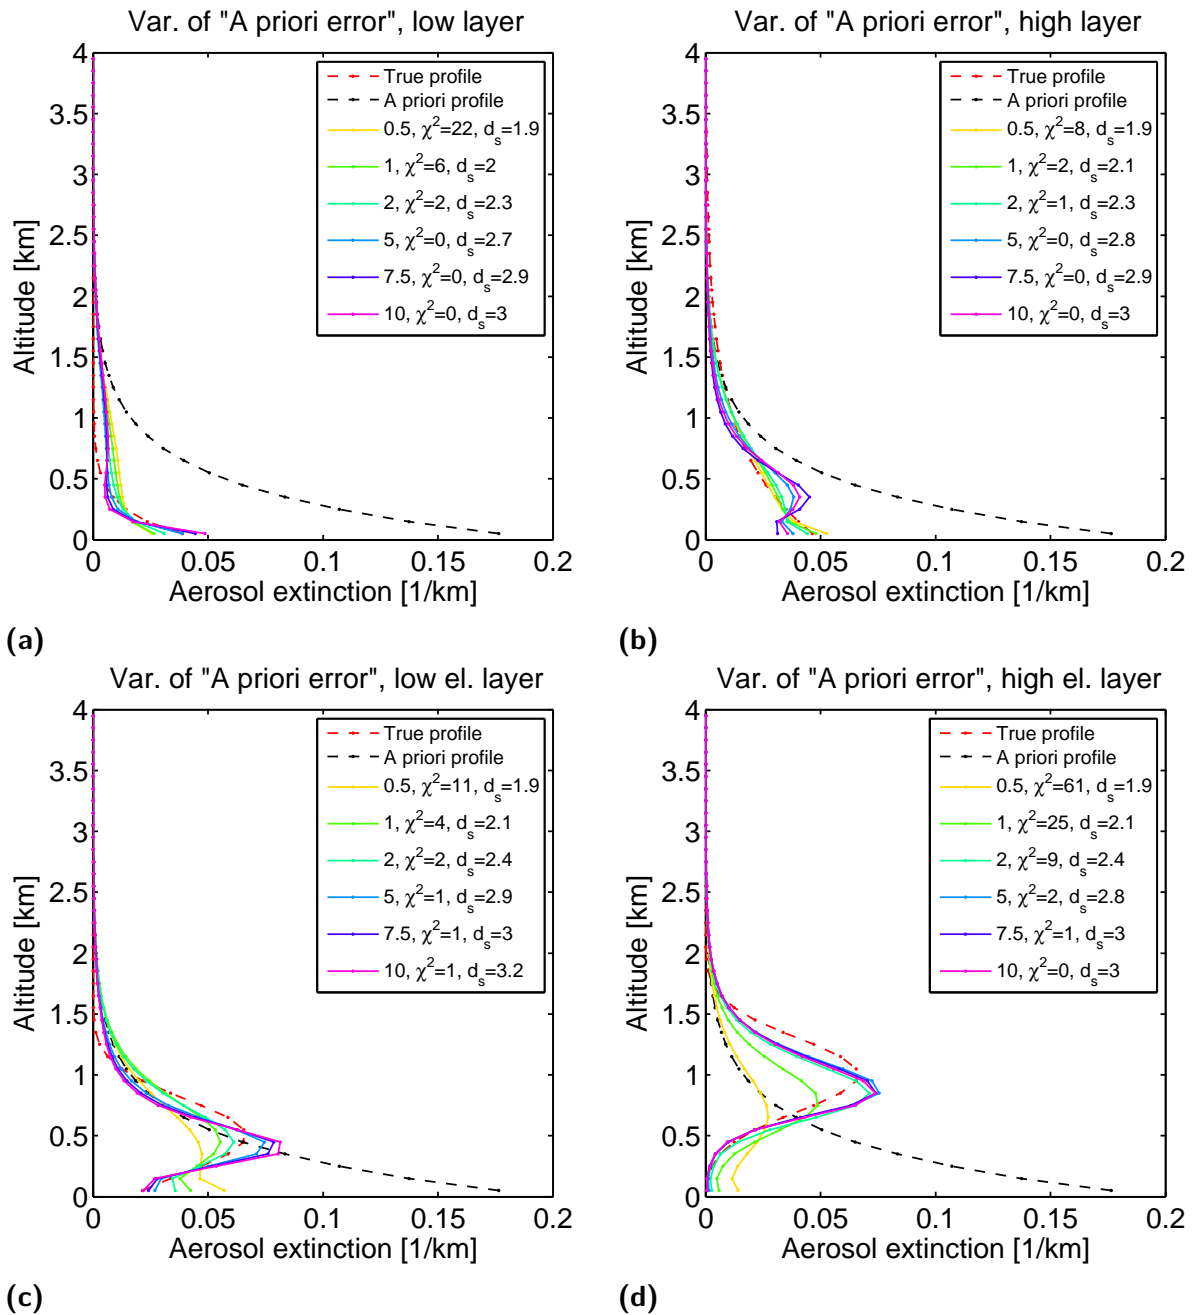 Var. of "A priori error", low layer
4
3.5
3
2.5
2
1.5
1
0.5
0
Altitude [km]
True profile
A priori profile
0.5, χ²=22, dₛ=1.9
1, χ²=6, dₛ=2
2, χ²=2, dₛ=2.3
5, χ²=0, dₛ=2.7
7.5, χ²=0, dₛ=2.9
10, χ²=0, dₛ=3
0 0.05 0.1 0.15 0.2
Aerosol extinction [1/km]
(a)
Var. of "A priori error", high layer
4
3.5
3
2.5
2
1.5
1
0.5
0
Altitude [km]
True profile
A priori profile
0.5, χ²=8, dₛ=1.9
1, χ²=2, dₛ=2.1
2, χ²=1, dₛ=2.3
5, χ²=0, dₛ=2.8
7.5, χ²=0, dₛ=2.9
10, χ²=0, dₛ=3
0 0.05 0.1 0.15 0.2
Aerosol extinction [1/km]
(b)
Var. of "A priori error", low el. layer
4
3.5
3
2.5
2
1.5
1
0.5
0
Altitude [km]
True profile
A priori profile
0.5, χ²=11, dₛ=1.9
1, χ²=4, dₛ=2.1
2, χ²=2, dₛ=2.4
5, χ²=1, dₛ=2.9
7.5, χ²=1, dₛ=3
10, χ²=1, dₛ=3.2
0 0.05 0.1 0.15 0.2
Aerosol extinction [1/km]
(c)
Var. of "A priori error", high el. layer
4
3.5
3
2.5
2
1.5
1
0.5
0
Altitude [km]
True profile
A priori profile
0.5, χ²=61, dₛ=1.9
1, χ²=25, dₛ=2.1
2, χ²=9, dₛ=2.4
5, χ²=2, dₛ=2.8
7.5, χ²=1, dₛ=3
10, χ²=0, dₛ=3
0 0.05 0.1 0.15 0.2
Aerosol extinction [1/km]
(d)